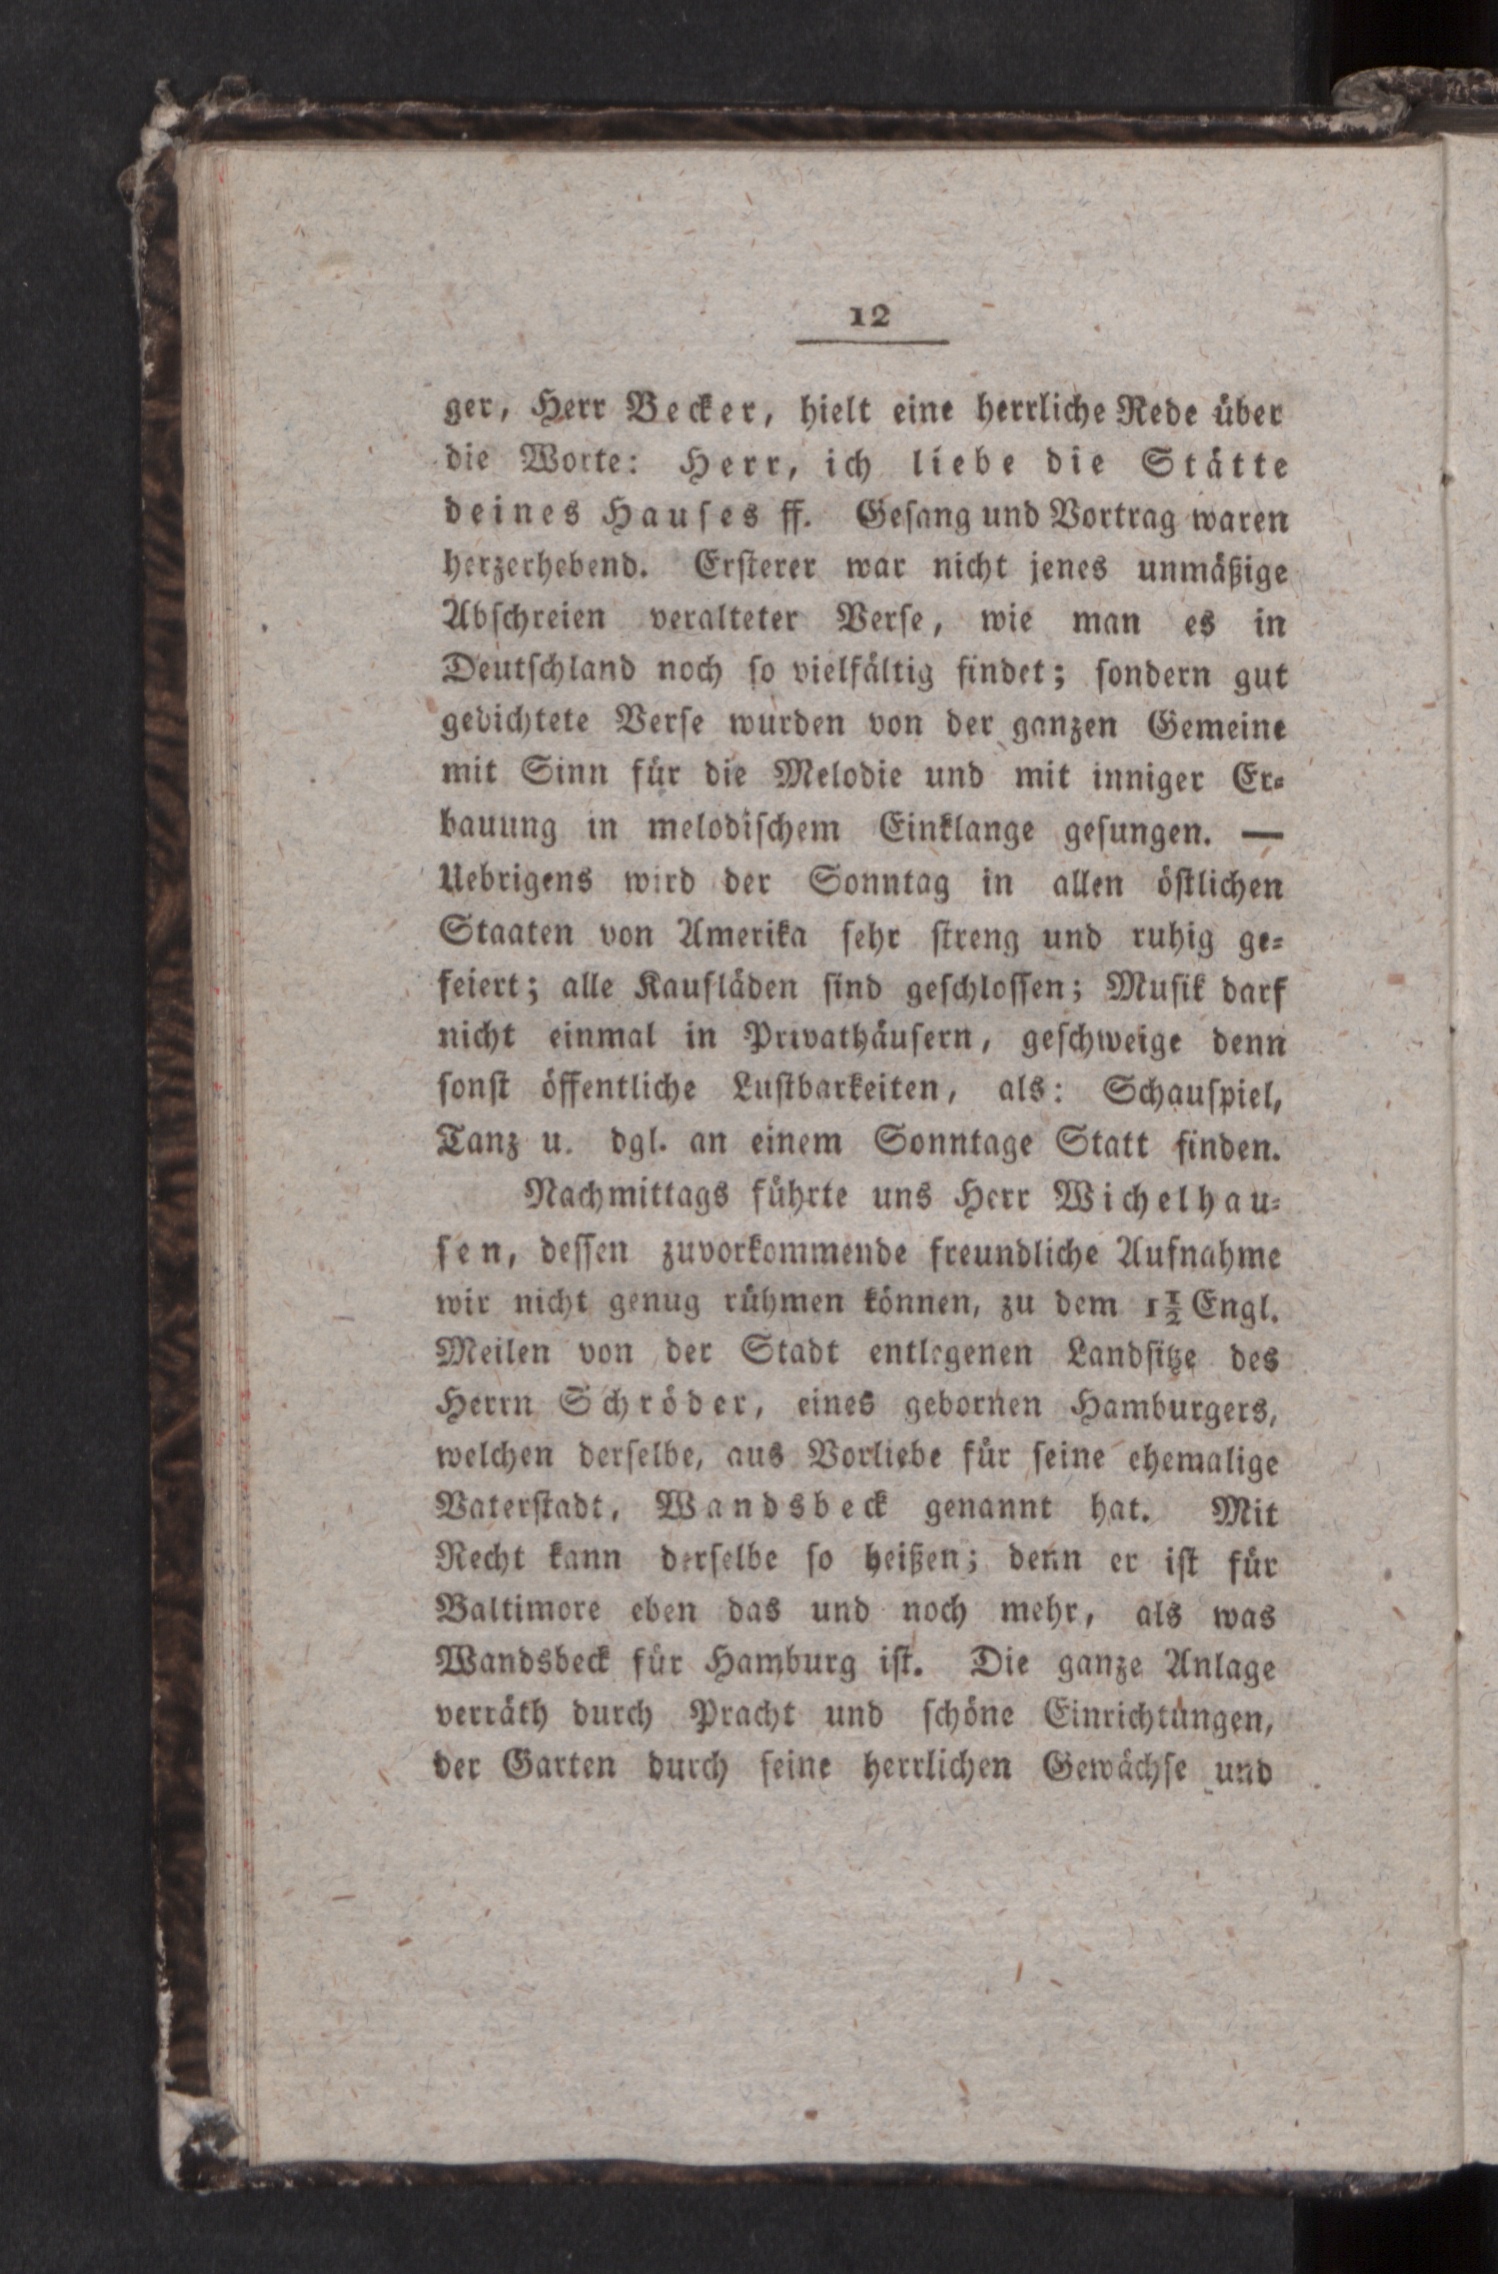 12
ger, Herr Becker, hielt eine herrliche Rede über
die Worte: Herr, ich liebe die Stätte
deines Hauses ff. Gesang und Vortrag waren
herzerhebend. Ersterer war nicht jenes unmäßige
Abschreien veralteter Verse, wie man es in
Deutschland noch so vielfältig findet; sondern gut
gedichtete Verse wurden von der ganzen Gemeine
mit Sinn für die Melodie und mit inniger Er-
bauung in melodischem Einklange gesungen. —
Uebrigens wird der Sonntag in allen östlichen
Staaten von Amerika sehr streng und ruhig ge-
feiert; alle Kaufläden sind geschlossen; Musik darf
nicht einmal in Privathäusern, geschweige denn
sonst öffentliche Lustbarkeiten, als: Schauspiel,
Tanz u. dgl. an einem Sonntage Statt finden.
Nachmittags führte uns Herr Wichelhau-
sen, dessen zuvorkommende freundliche Aufnahme
wir nicht genug rühmen können, zu dem 1½ Engl.
Meilen von der Stadt entlegenen Landsitze des
Herrn Schröder, eines gebornen Hamburgers,
welchen derselbe, aus Vorliebe für seine ehemalige
Vaterstadt, Wandsbeck genannt hat. Mit
Recht kann derselbe so heißen; denn er ist für
Baltimore eben das und noch mehr, als was
Wandsbeck für Hamburg ist. Die ganze Anlage
verräth durch Pracht und schöne Einrichtungen,
der Garten durch seine herrlichen Gewächse und